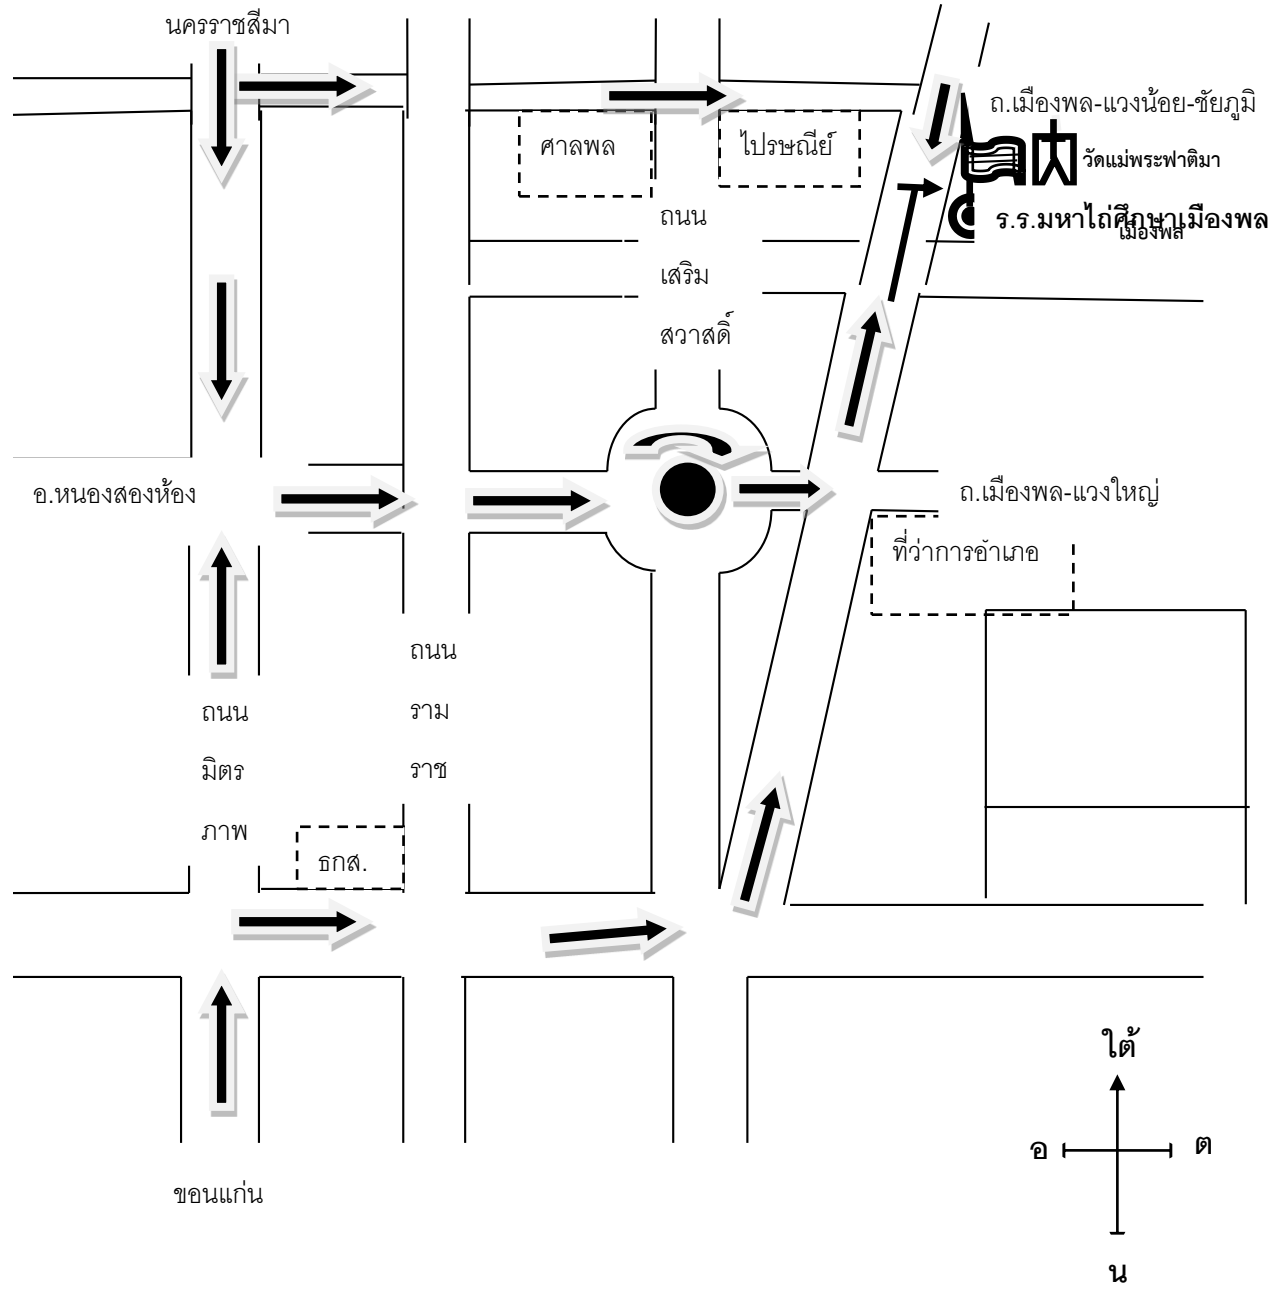 นครราชสีมา
ถ.เมืองพล-แวงน้อย-ชัยภูมิ
ศาลพล
ไปรษณีย์
วัดแม่พระฟาติมา
เมืองพล
ร.ร.มหาไถ่ศึกษาเมืองพล
ถนน
เสริม
สวาสดิ์
อ.หนองสองห้อง
ถ.เมืองพล-แวงใหญ่
ที่ว่าการอำเภอ
ถนน
ราม
ราช
ถนน
มิตร
ภาพ
ธกส.
ใต้
อ
ต
น
ขอนแก่น